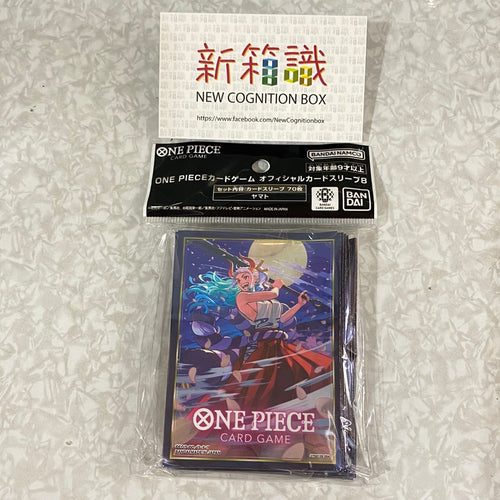 新箱識
NEW COGNITION BOX
https://www.facebook.com/NewCognitionbox
ONE PIECE
CARD GAME
BANDAI NAMCO
対象年齢9才以上
ONE PIECEカードゲーム オフィシャルカードスリーブ8
セット内容:カードスリーブ 70枚
ヤマト
BANDAI
CARD GAMES
BAN
DAI
MADE IN JAPAN
ONE PIECE
CARD GAME